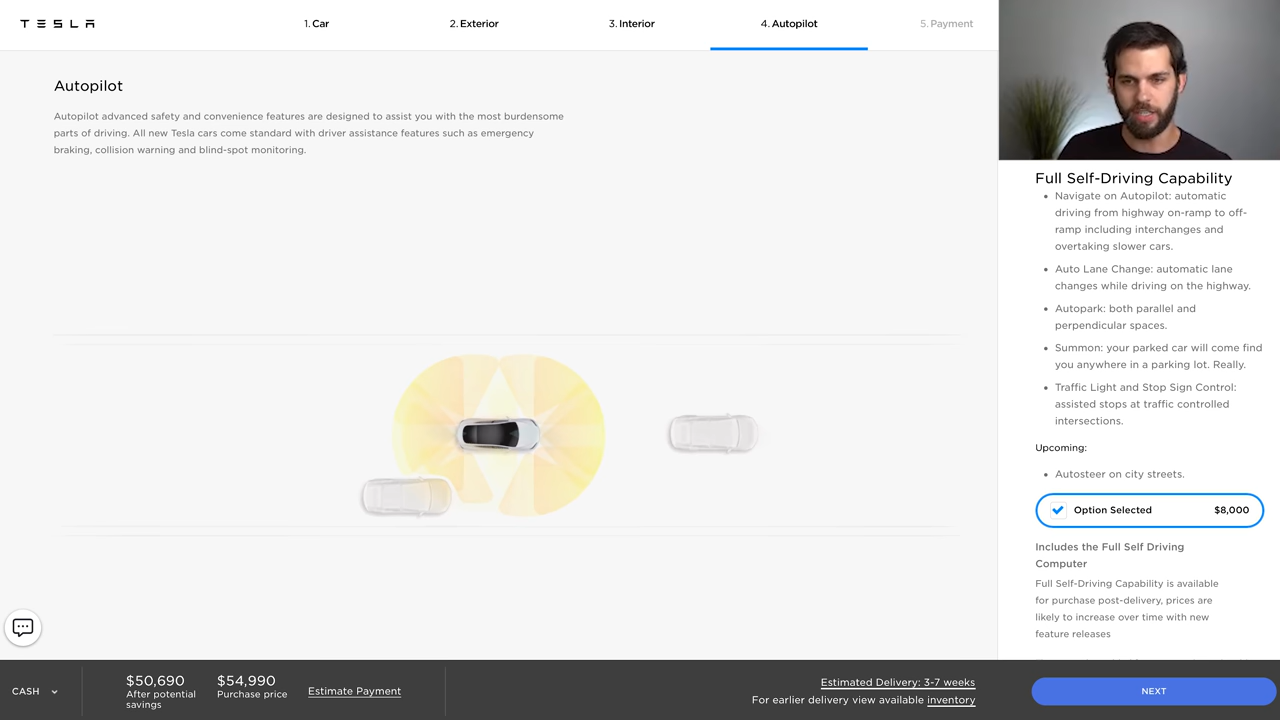 TESLA
1. Car
2. Exterior
3. Interior
4. Autopilot
5. Payment
Autopilot
Autopilot advanced safety and convenience features are designed to assist you with the most burdensome
parts of driving. All new Tesla cars come standard with driver assistance features such as emergency
braking, collision warning and blind-spot monitoring.
Full Self-Driving Capability
• Navigate on Autopilot: automatic
driving from highway on-ramp to off-
ramp including interchanges and
overtaking slower cars.
• Auto Lane Change: automatic lane
changes while driving on the highway.
• Autopark: both parallel and
perpendicular spaces.
• Summon: your parked car will come find
you anywhere in a parking lot. Really.
• Traffic Light and Stop Sign Control:
assisted stops at traffic controlled
intersections.
Upcoming:
• Autosteer on city streets.
Option Selected $8,000
Includes the Full Self Driving
Computer
Full Self-Driving Capability is available
for purchase post-delivery, prices are
likely to increase over time with new
feature releases
CASH
$50,690
After potential
savings
$54,990
Purchase price
Estimate Payment
Estimated Delivery: 3-7 weeks
For earlier delivery view available inventory
NEXT